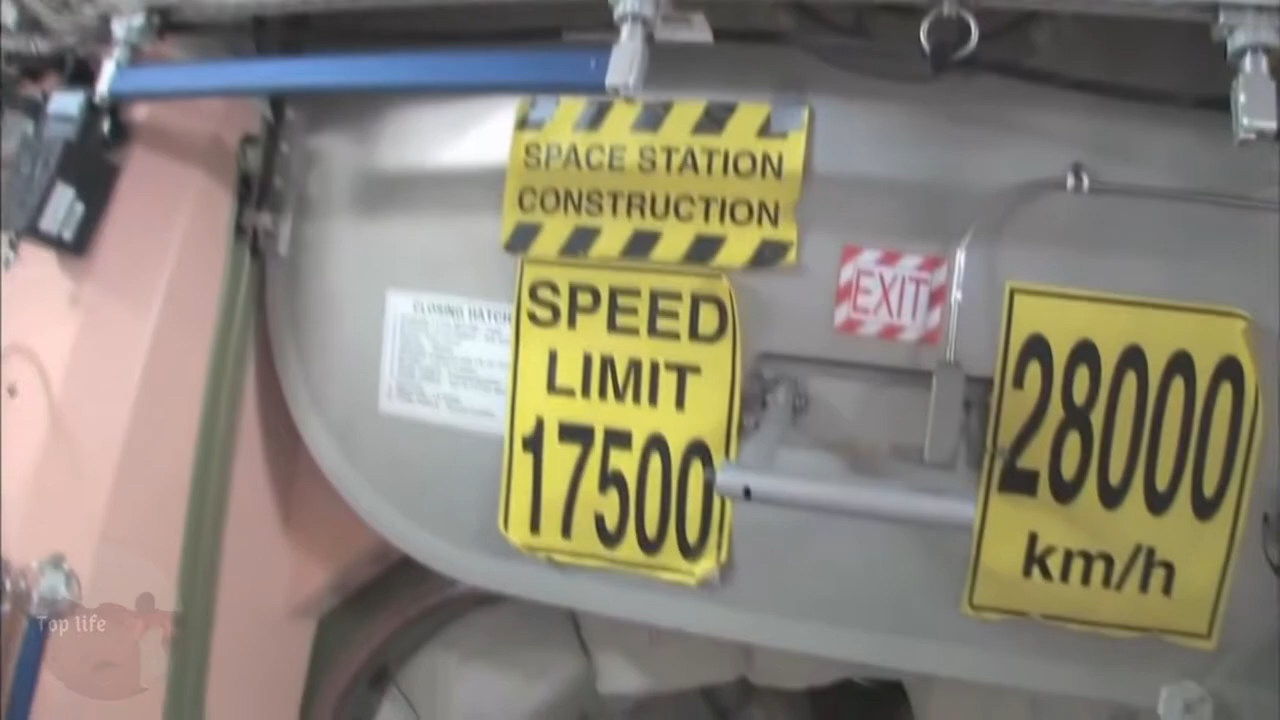 SPACE STATION
CONSTRUCTION
SPEED
LIMIT
17500
EXIT
28000
km/h
CLOSING HATCH
Top life